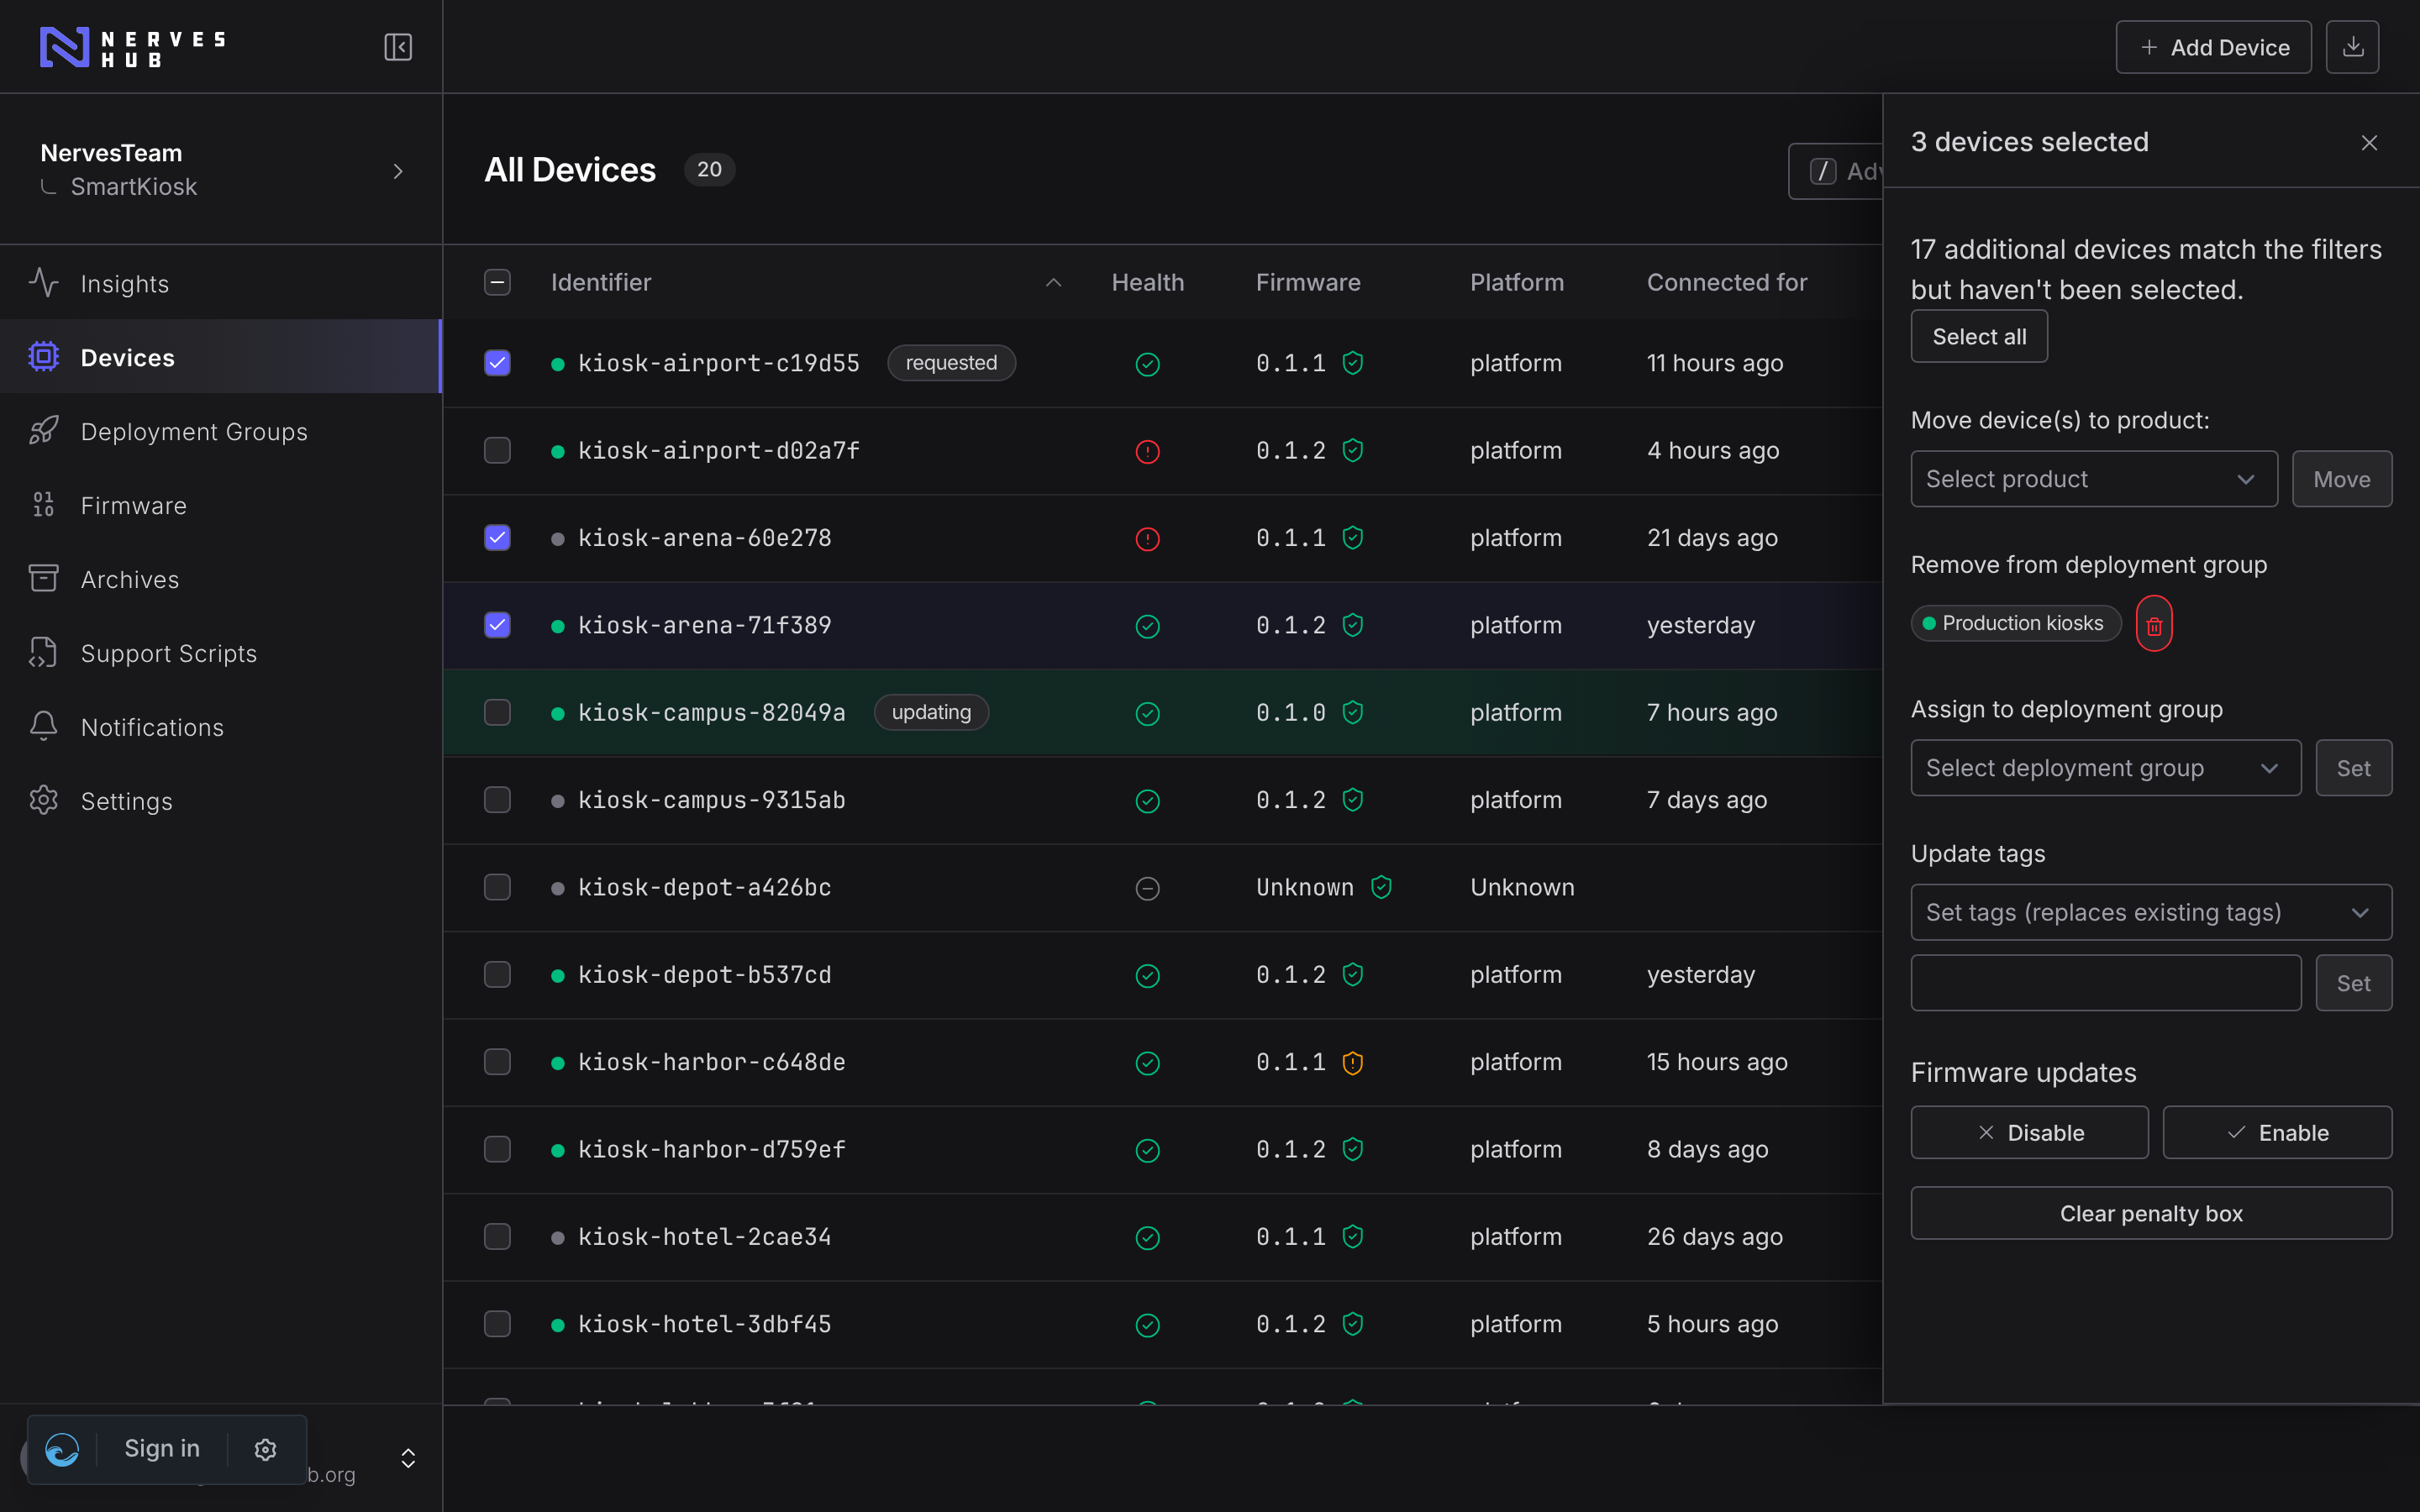 NERVES
HUB
Add Device
NervesTeam
SmartKiosk
All Devices 20
/
3 devices selected
17 additional devices match the filters
but haven't been selected.
Select all
Insights
Devices
Deployment Groups
Firmware
Archives
Support Scripts
Notifications
Settings
Identifier Health Firmware Platform Connected for
kiosk-airport-c19d55 requested 0.1.1 platform 11 hours ago
kiosk-airport-d02a7f 0.1.2 platform 4 hours ago
kiosk-arena-60e278 0.1.1 platform 21 days ago
kiosk-arena-71f389 0.1.2 platform yesterday
kiosk-campus-82049a updating 0.1.0 platform 7 hours ago
kiosk-campus-9315ab 0.1.2 platform 7 days ago
kiosk-depot-a426bc Unknown Unknown
kiosk-depot-b537cd 0.1.2 platform yesterday
kiosk-harbor-c648de 0.1.1 platform 15 hours ago
kiosk-harbor-d759ef 0.1.2 platform 8 days ago
kiosk-hotel-2cae34 0.1.1 platform 26 days ago
kiosk-hotel-3dbf45 0.1.2 platform 5 hours ago
Move device(s) to product:
Select product Move
Remove from deployment group
Production kiosks
Assign to deployment group
Select deployment group Set
Update tags
Set tags (replaces existing tags)
Set
Firmware updates
Disable Enable
Clear penalty box
Sign in
b.org